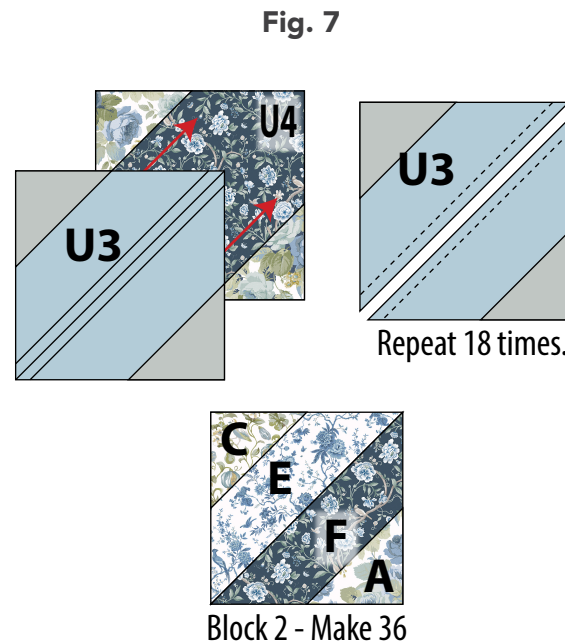 Fig. 7
U4
U3
U3
Repeat 18 times.
C
E
F
A
Block 2 - Make 36